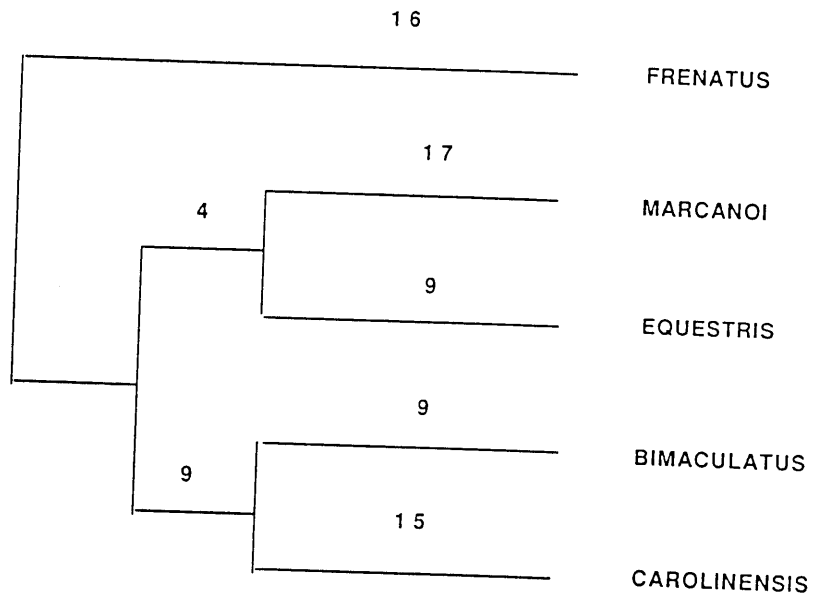 16
FRENATUS
17
MARCANOI
4
9
EQUESTRIS
9
BIMACULATUS
9
15
CAROLINENSIS